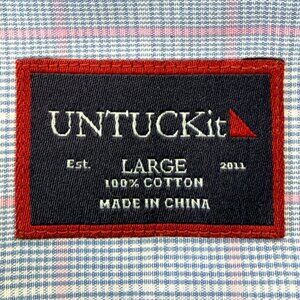 UNTUCKit
Est. LARGE 2011
100% COTTON
MADE IN CHINA